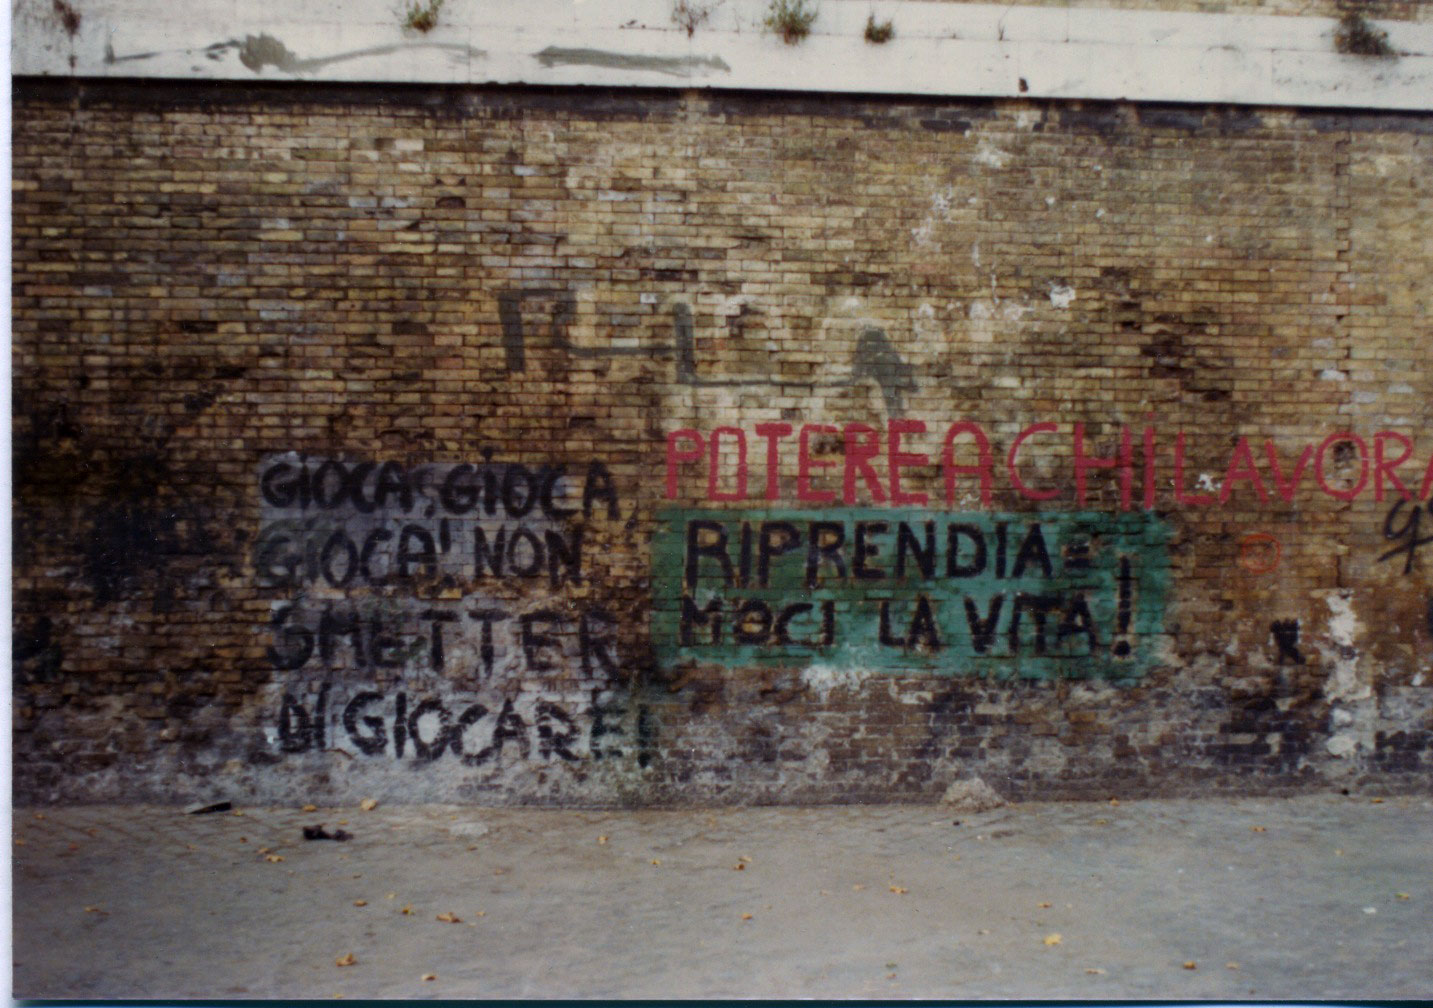 GIOCA, GIOCA,
GIOCA! NON
SMETTER
DI GIOCARE!
POTERE A CHI LAVORA
RIPRENDIA=
MOCI LA VITA!